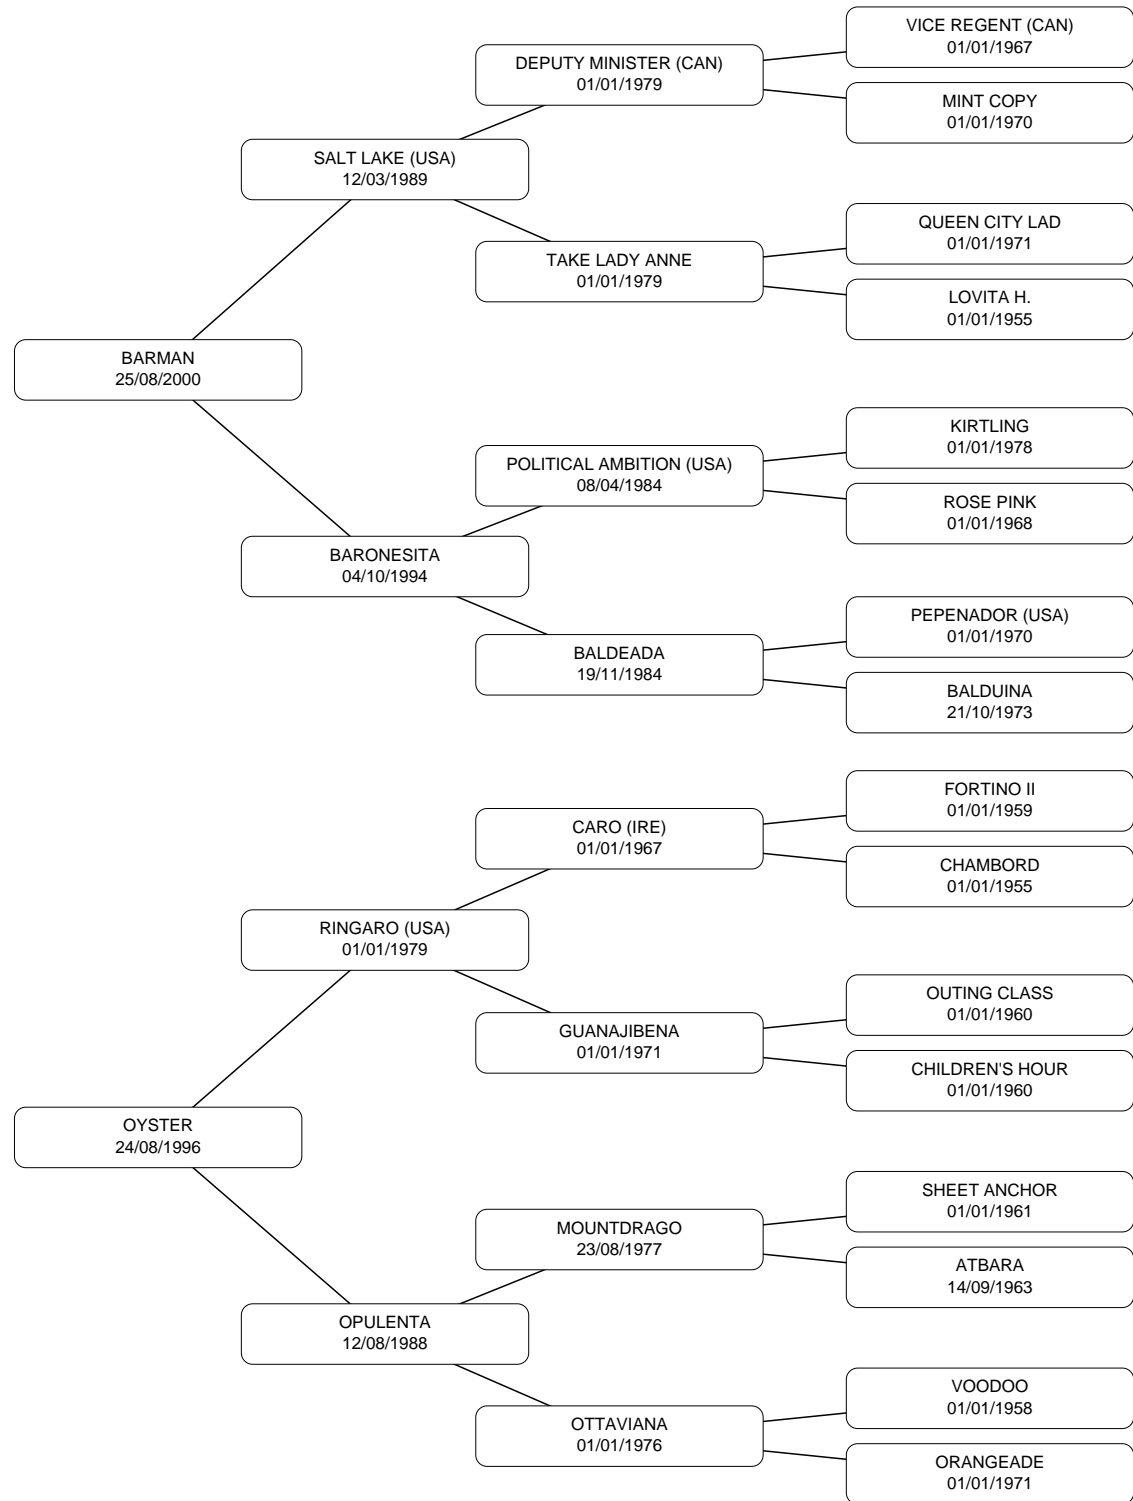 VICE REGENT (CAN)
01/01/1967
DEPUTY MINISTER (CAN)
01/01/1979
MINT COPY
01/01/1970
SALT LAKE (USA)
12/03/1989
QUEEN CITY LAD
01/01/1971
TAKE LADY ANNE
01/01/1979
LOVITA H.
01/01/1955
BARMAN
25/08/2000
KIRTLING
01/01/1978
POLITICAL AMBITION (USA)
08/04/1984
ROSE PINK
01/01/1968
BARONESITA
04/10/1994
PEPENADOR (USA)
01/01/1970
BALDEADA
19/11/1984
BALDUINA
21/10/1973
FORTINO II
01/01/1959
CARO (IRE)
01/01/1967
CHAMBORD
01/01/1955
RINGARO (USA)
01/01/1979
OUTING CLASS
01/01/1960
GUANAJIBENA
01/01/1971
CHILDREN'S HOUR
01/01/1960
OYSTER
24/08/1996
SHEET ANCHOR
01/01/1961
MOUNTDRAGO
23/08/1977
ATBARA
14/09/1963
OPULENTA
12/08/1988
VOODOO
01/01/1958
OTTAVIANA
01/01/1976
ORANGEADE
01/01/1971